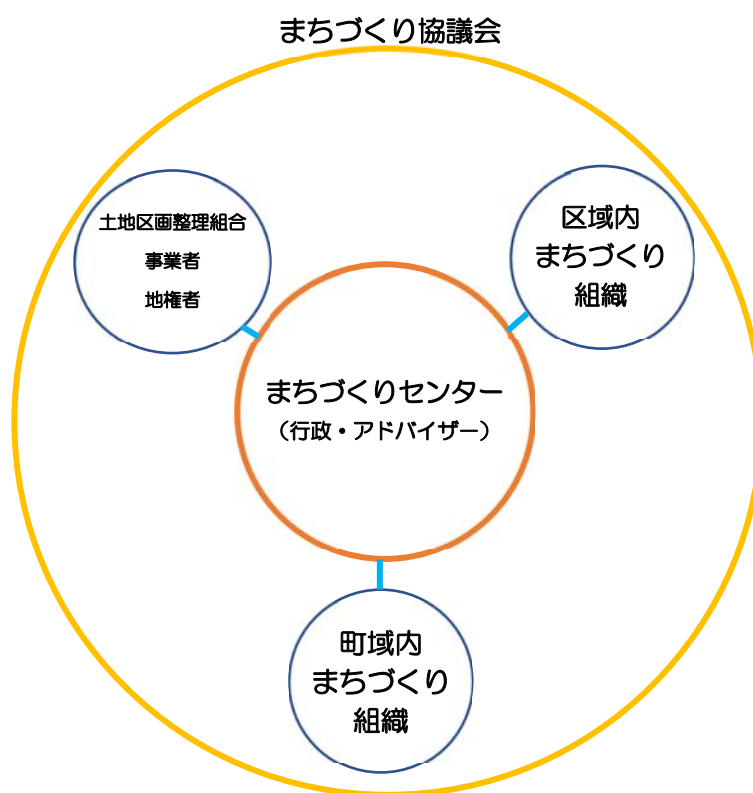 まちづくり協議会
土地区画整理組合
事業者
地権者
区域内
まちづくり
組織
まちづくりセンター
（行政・アドバイザー）
町域内
まちづくり
組織